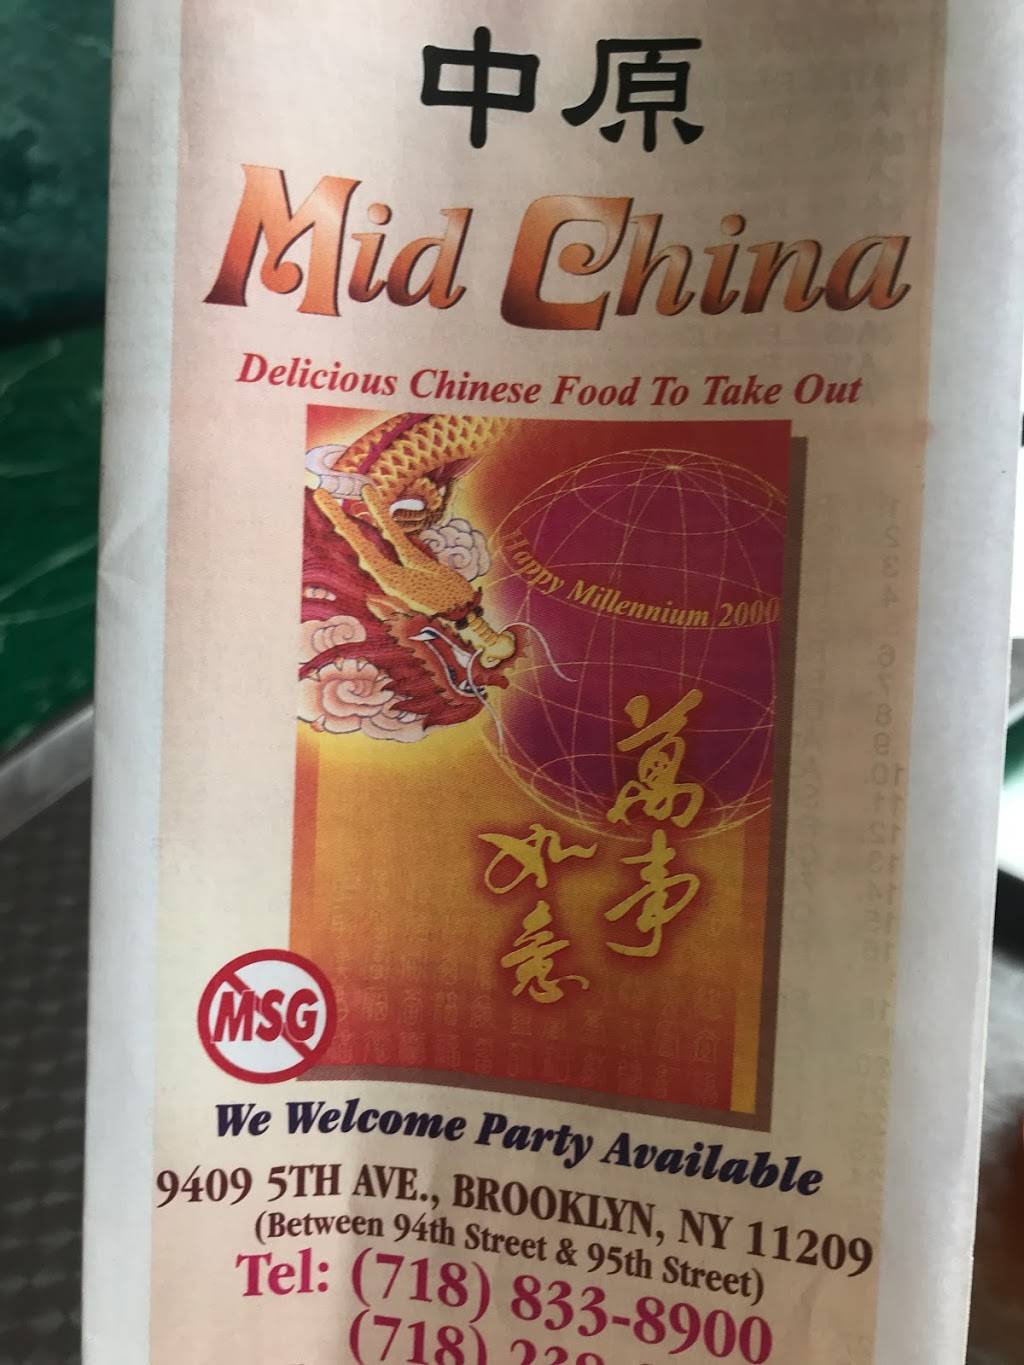 中原
Mid China
Delicious Chinese Food To Take Out
Happy Millennium 2000
萬事
如意
MSG
We Welcome Party Available
9409 5TH AVE., BROOKLYN, NY 11209
(Between 94th Street & 95th Street)
Tel: (718) 833-8900
(718)